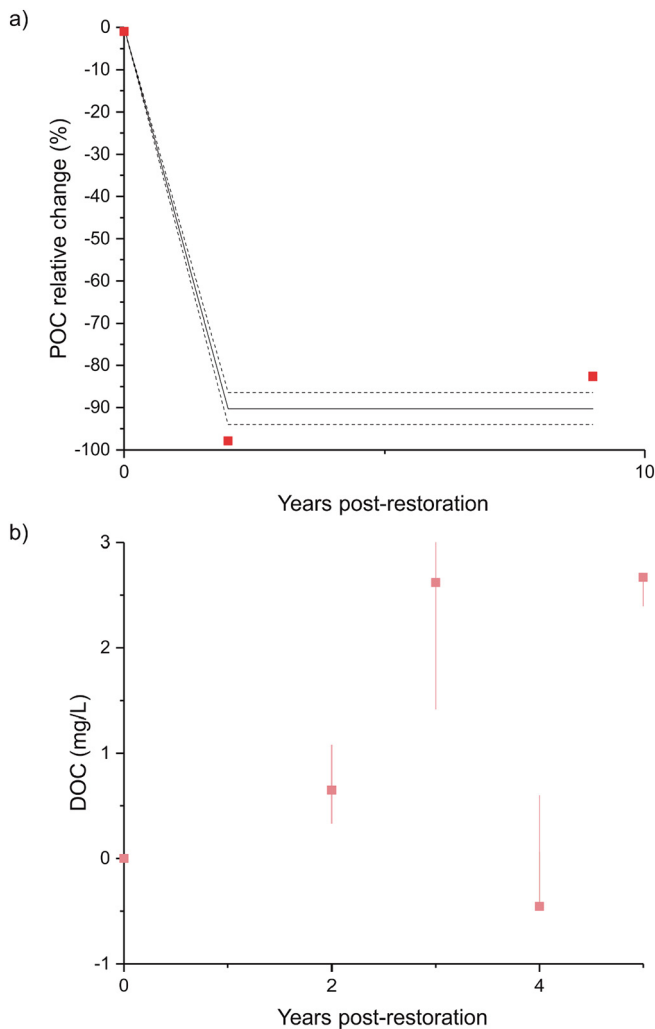 a)
0
-10
-20
-30
-40
-50
-60
-70
-80
-90
-100
POC relative change (%)
0 10
Years post-restoration
b)
3
2
1
0
-1
DOC (mg/L)
0 2 4
Years post-restoration